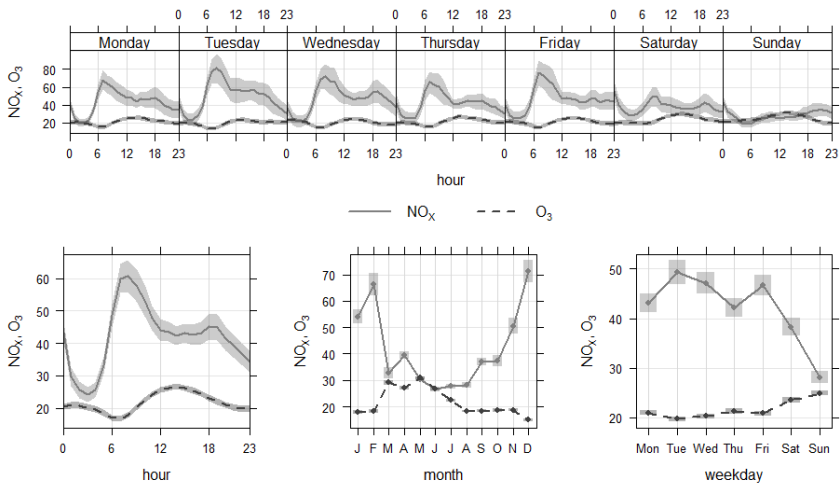 0 6 12 18 23 0 6 12 18 23 0 6 12 18 23
Monday Tuesday Wednesday Thursday Friday Saturday Sunday
80
60
40
20
NOX, O3
0 6 12 18 23 0 6 12 18 23 0 6 12 18 23 0 6 12 18 23
hour
NOX O3
60
50
40
30
20
NOX, O3
0 6 12 18 23
hour
70
60
50
40
30
20
NOX, O3
J F M A M J J A S O N D
month
50
40
30
20
NOX, O3
Mon Tue Wed Thu Fri Sat Sun
weekday